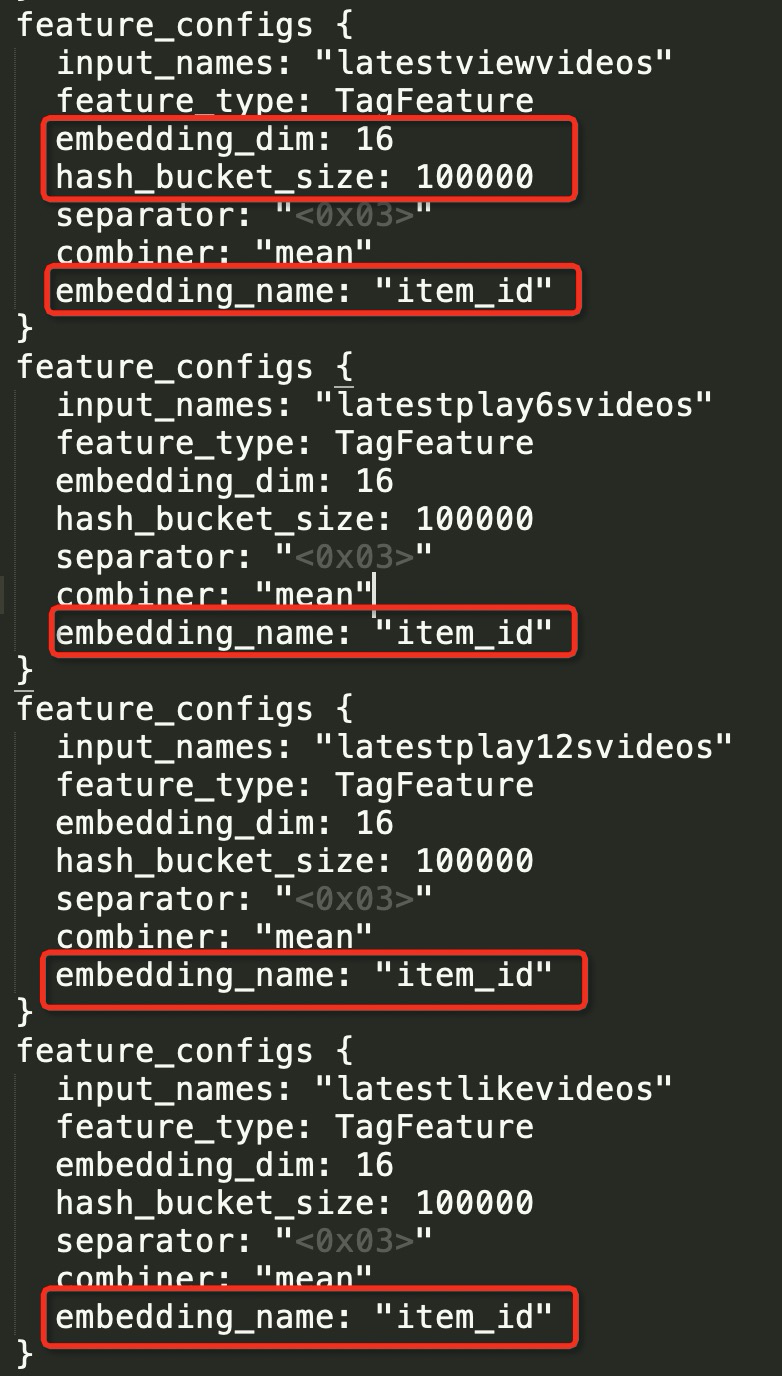 feature_configs {
  input_names: "latestviewvideos"
  feature_type: TagFeature
  embedding_dim: 16
  hash_bucket_size: 100000
  separator: "<0x03>"
  combiner: "mean"
  embedding_name: "item_id"
}
feature_configs {
  input_names: "latestplay6svideos"
  feature_type: TagFeature
  embedding_dim: 16
  hash_bucket_size: 100000
  separator: "<0x03>"
  combiner: "mean"
  embedding_name: "item_id"
}
feature_configs {
  input_names: "latestplay12svideos"
  feature_type: TagFeature
  embedding_dim: 16
  hash_bucket_size: 100000
  separator: "<0x03>"
  combiner: "mean"
  embedding_name: "item_id"
}
feature_configs {
  input_names: "latestlikevideos"
  feature_type: TagFeature
  embedding_dim: 16
  hash_bucket_size: 100000
  separator: "<0x03>"
  combiner: "mean"
  embedding_name: "item_id"
}